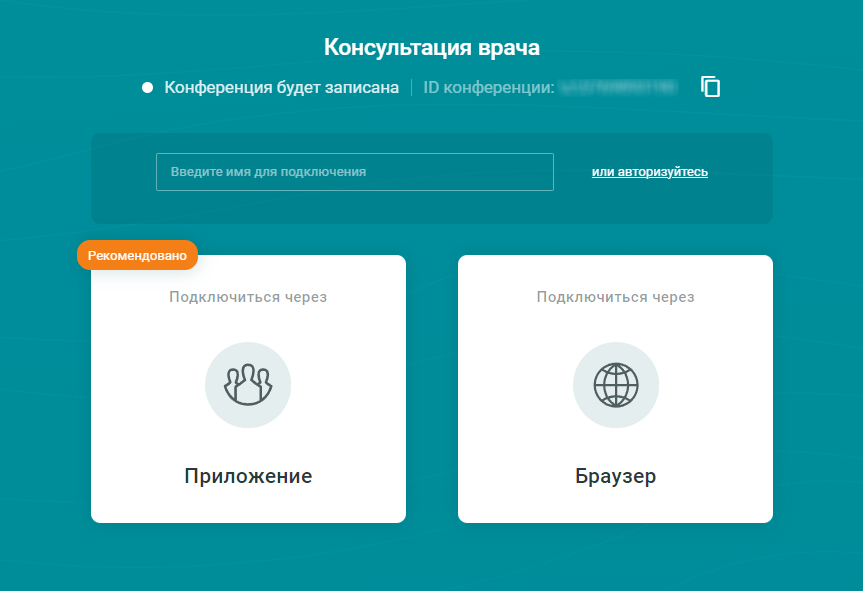 Консультация врача
Конференция будет записана ID конференции:
Введите имя для подключения или авторизуйтесь
Рекомендовано
Подключиться через
Приложение
Подключиться через
Браузер